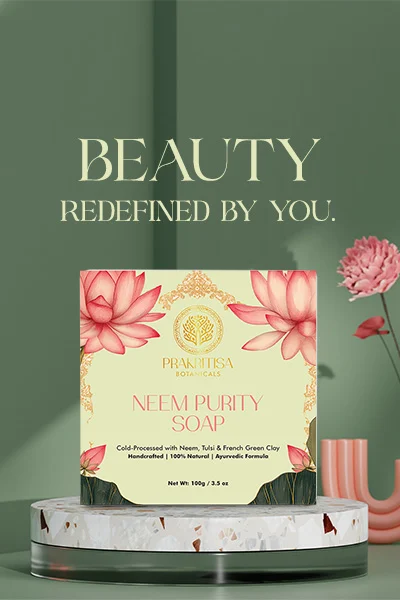 BEAUTY
REDEFINED BY YOU.
PRAKRITISA
BOTANICALS
NEEM PURITY
SOAP
Cold-Processed with Neem, Tulsi & French Green Clay
Handcrafted | 100% Natural | Ayurvedic Formula
Net Wt: 100g / 3.5 oz